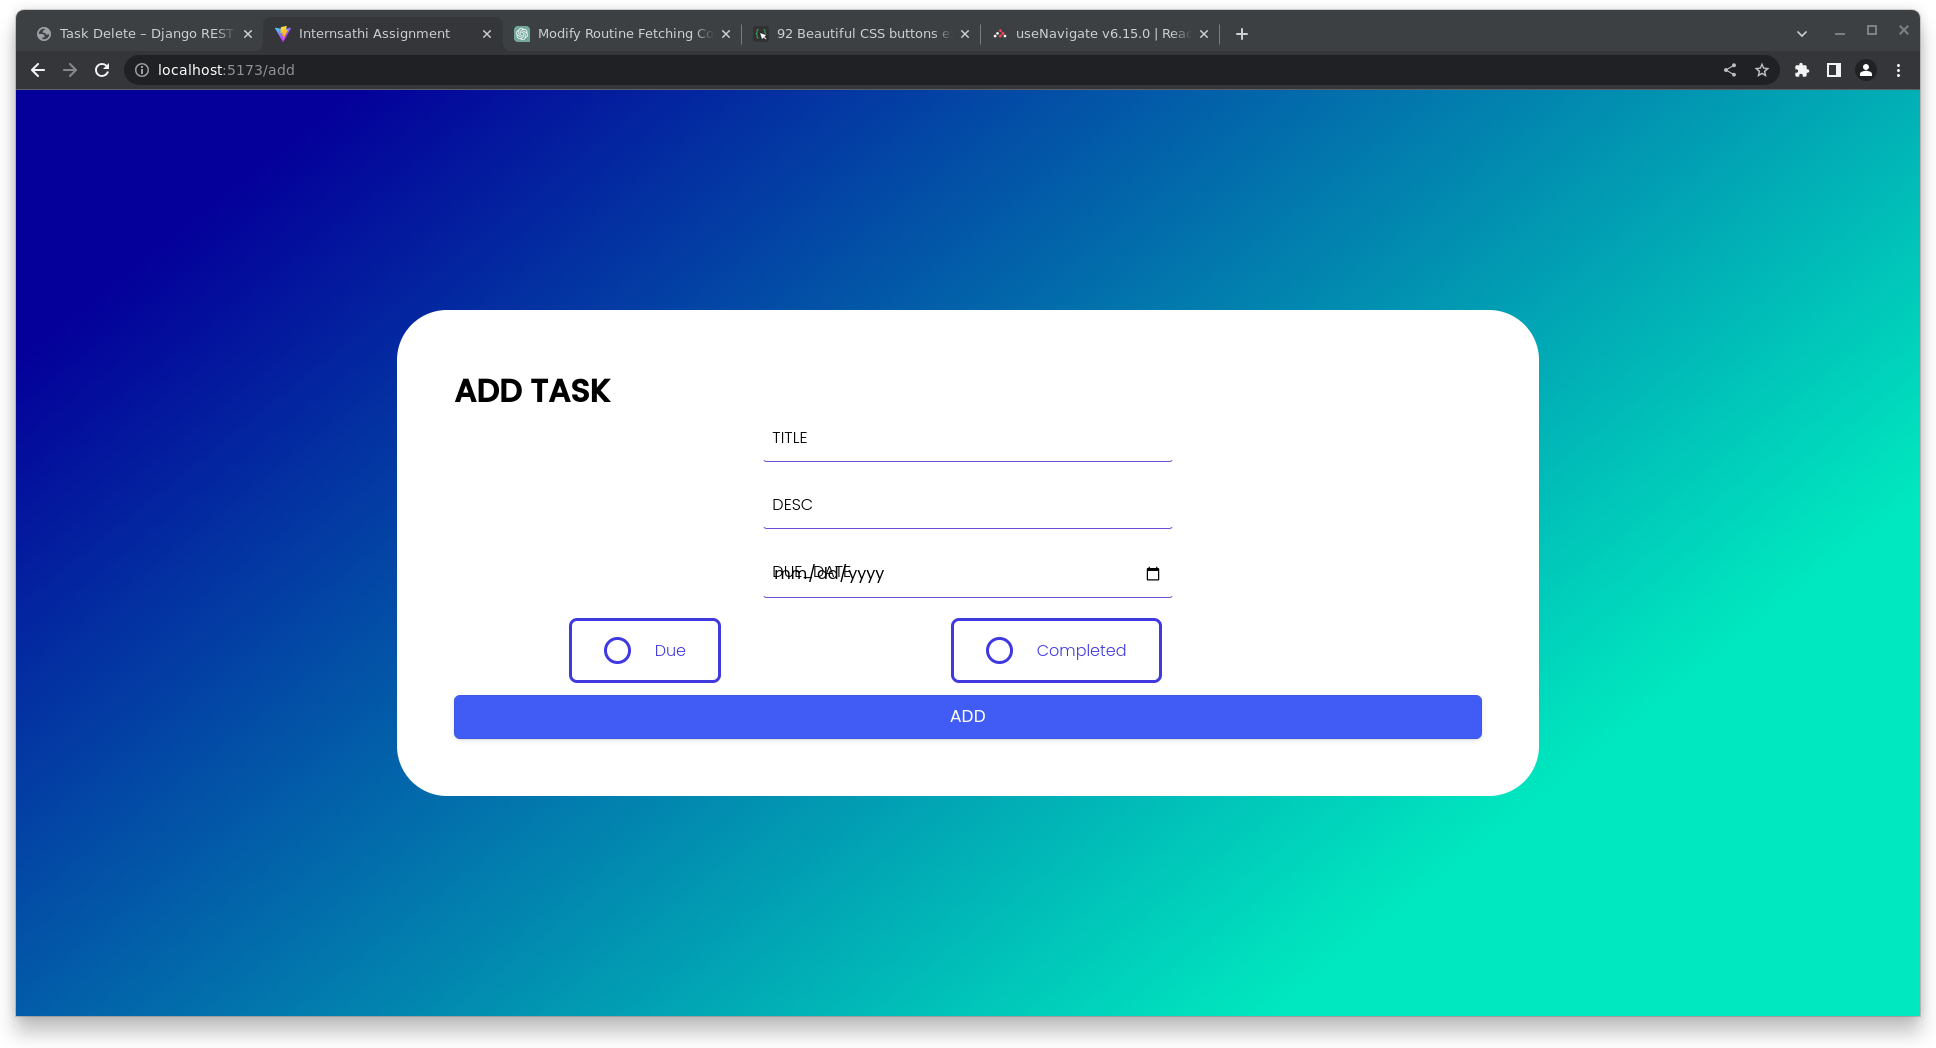 Task Delete – Django REST
Internsathi Assignment
Modify Routine Fetching Co
92 Beautiful CSS buttons e
useNavigate v6.15.0 | Reac
localhost:5173/add
ADD TASK
TITLE
DESC
DUE_DATE
mm/dd/yyyy
Due
Completed
ADD